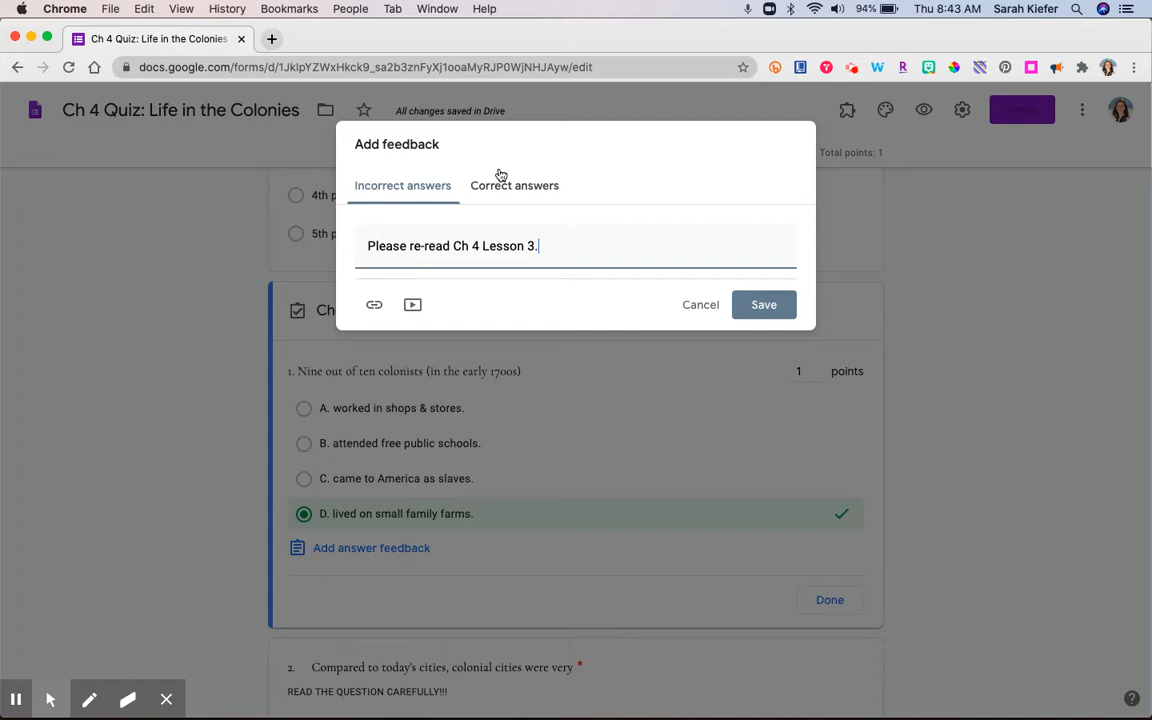 Chrome File Edit View History Bookmarks People Tab Window Help 94% Thu 8:43 AM Sarah Kiefer
Ch 4 Quiz: Life in the Colonies
docs.google.com/forms/d/1JkIpYZWxHkck9_sa2b3znFyXj1ooaMyRJP0WjNHJAyw/edit
Ch 4 Quiz: Life in the Colonies All changes saved in Drive Send
Total points: 1
Add feedback
Incorrect answers Correct answers
4th p
5th p
Please re-read Ch 4 Lesson 3.
Cancel Save
Ch
1. Nine out of ten colonists (in the early 1700s) 1 points
A. worked in shops & stores.
B. attended free public schools.
C. came to America as slaves.
D. lived on small family farms.
Add answer feedback
Done
2. Compared to today's cities, colonial cities were very *
READ THE QUESTION CAREFULLY!!!